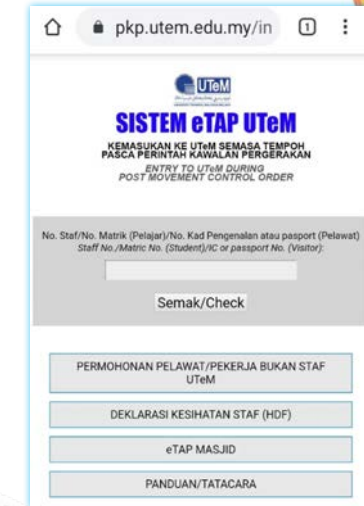 pkp.utem.edu.my/in
1
UTeM
SISTEM eTAP UTeM
KEMASUKAN KE UTeM SEMASA TEMPOH
PASCA PERINTAH KAWALAN PERGERAKAN
ENTRY TO UTeM DURING
POST MOVEMENT CONTROL ORDER
No. Staf/No. Matrik (Pelajar)/No. Kad Pengenalan atau pasport (Pelawat)
Staff No./Matric No. (Student)/IC or passport No. (Visitor):
Semak/Check
PERMOHONAN PELAWAT/PEKERJA BUKAN STAF
UTeM
DEKLARASI KESIHATAN STAF (HDF)
eTAP MASJID
PANDUAN/TATACARA